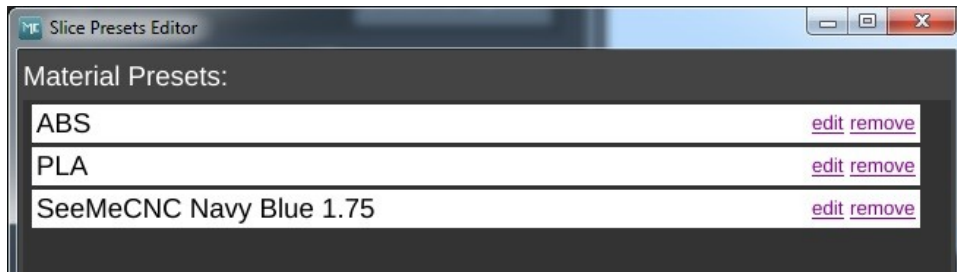 MC Slice Presets Editor
Material Presets:
ABS edit remove
PLA edit remove
SeeMeCNC Navy Blue 1.75 edit remove